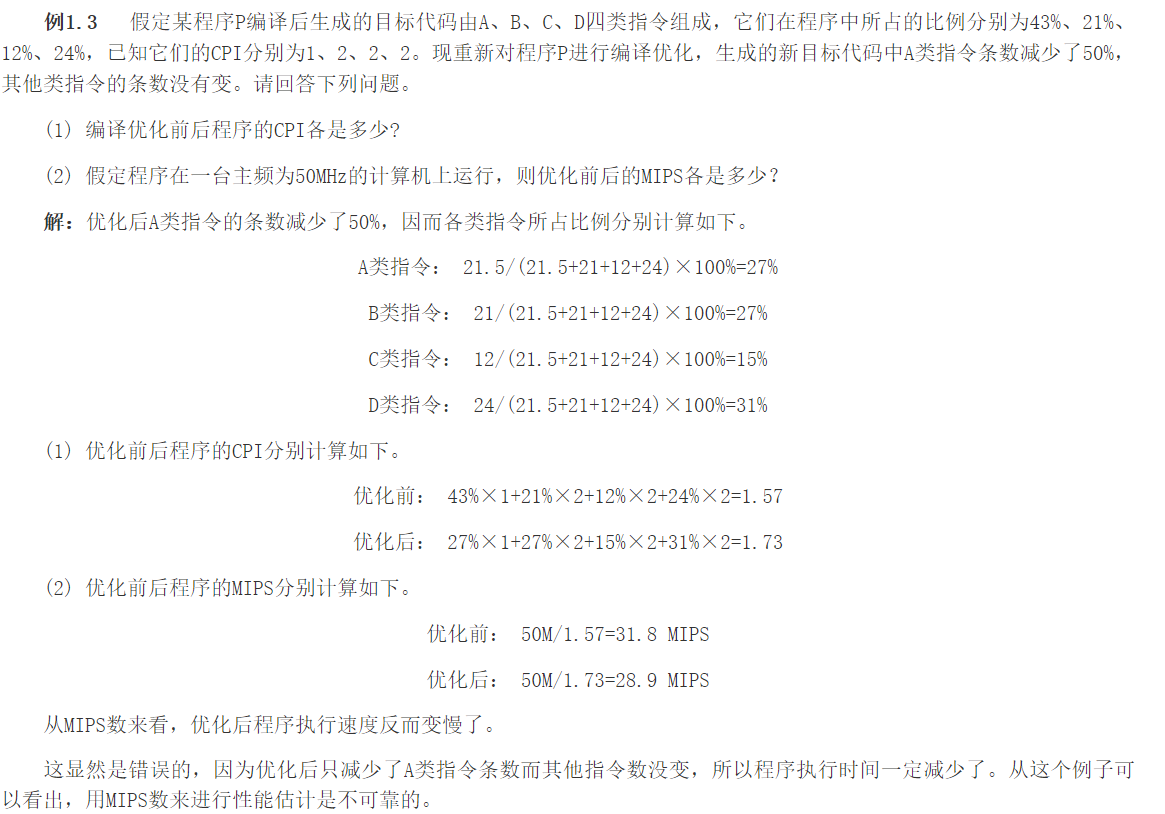 例1.3 假定某程序P编译后生成的目标代码由A、B、C、D四类指令组成，它们在程序中所占的比例分别为43%、21%、
12%、24%，已知它们的CPI分别为1、2、2、2。现重新对程序P进行编译优化，生成的新目标代码中A类指令条数减少了50%，
其他类指令的条数没有变。请回答下列问题。
(1) 编译优化前后程序的CPI各是多少?
(2) 假定程序在一台主频为50MHz的计算机上运行，则优化前后的MIPS各是多少？
解：优化后A类指令的条数减少了50%，因而各类指令所占比例分别计算如下。
A类指令： 21.5/(21.5+21+12+24)×100%=27%
B类指令： 21/(21.5+21+12+24)×100%=27%
C类指令： 12/(21.5+21+12+24)×100%=15%
D类指令： 24/(21.5+21+12+24)×100%=31%
(1) 优化前后程序的CPI分别计算如下。
优化前： 43%×1+21%×2+12%×2+24%×2=1.57
优化后： 27%×1+27%×2+15%×2+31%×2=1.73
(2) 优化前后程序的MIPS分别计算如下。
优化前： 50M/1.57=31.8 MIPS
优化后： 50M/1.73=28.9 MIPS
从MIPS数来看，优化后程序执行速度反而变慢了。
这显然是错误的，因为优化后只减少了A类指令条数而其他指令数没变，所以程序执行时间一定减少了。从这个例子可
以看出，用MIPS数来进行性能估计是不可靠的。